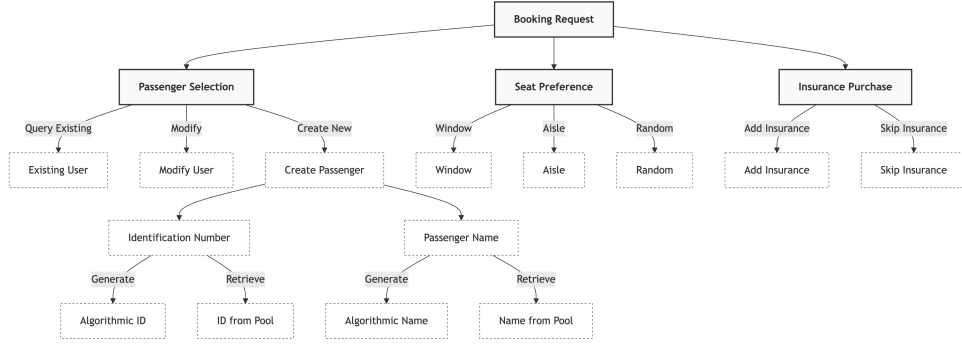 Booking Request
Passenger Selection
Seat Preference
Insurance Purchase
Query Existing
Modify
Create New
Window
Aisle
Random
Add Insurance
Skip Insurance
Existing User
Modify User
Create Passenger
Window
Aisle
Random
Add Insurance
Skip Insurance
Identification Number
Passenger Name
Generate
Retrieve
Generate
Retrieve
Algorithmic ID
ID from Pool
Algorithmic Name
Name from Pool